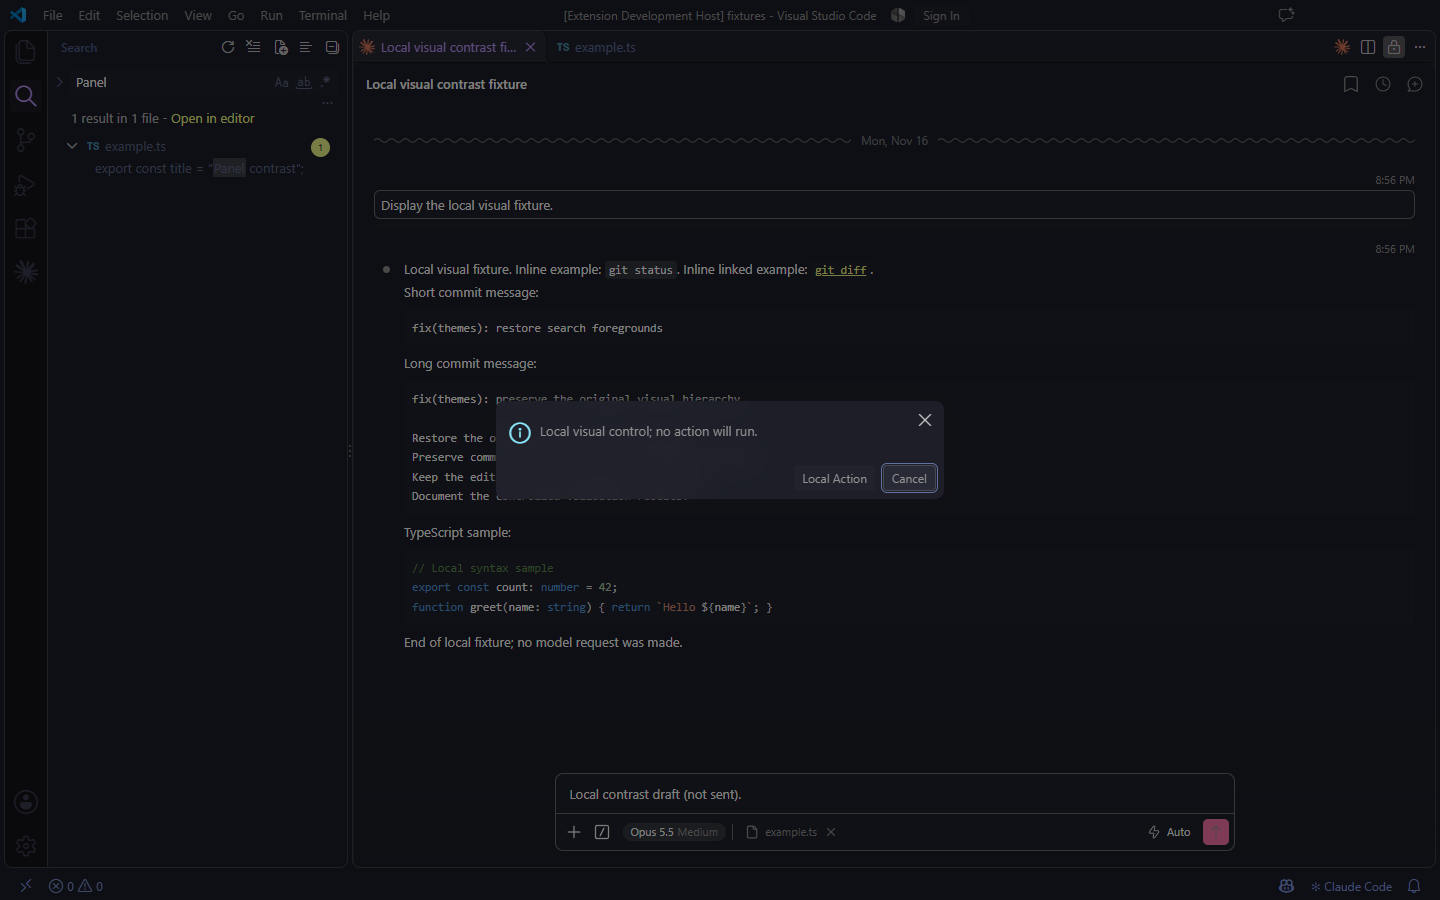 File Edit Selection View Go Run Terminal Help
[Extension Development Host] fixtures - Visual Studio Code
Sign In
Search
Panel
Aa ab .*
1 result in 1 file - Open in editor
TS example.ts 1
export const title = "Panel contrast";
Local visual contrast fi...
TS example.ts
Local visual contrast fixture
Mon, Nov 16
8:56 PM
Display the local visual fixture.
8:56 PM
Local visual fixture. Inline example: git status. Inline linked example: git diff.
Short commit message:
fix(themes): restore search foregrounds
Long commit message:
fix(themes): preserve the original visual hierarchy
Restore the o
Preserve comm
Keep the edit
Document the
Local visual control; no action will run.
Local Action
Cancel
TypeScript sample:
// Local syntax sample
export const count: number = 42;
function greet(name: string) { return `Hello ${name}`; }
End of local fixture; no model request was made.
Local contrast draft (not sent).
/ Opus 5.5 Medium
example.ts
Auto
0 0
Claude Code